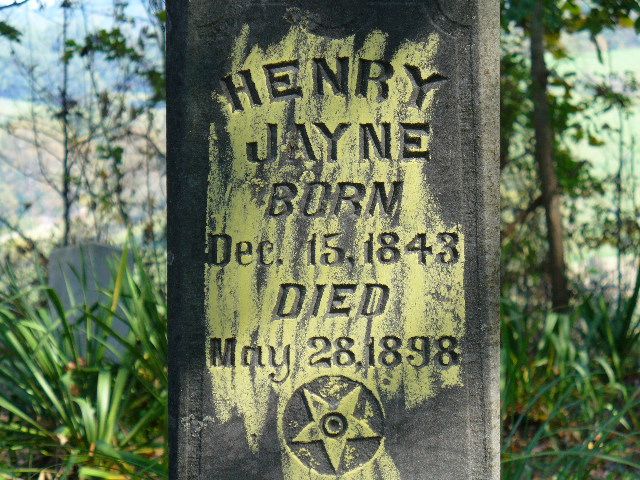 HENRY
JAYNE
BORN
Dec. 15, 1843
DIED
May 28, 1898